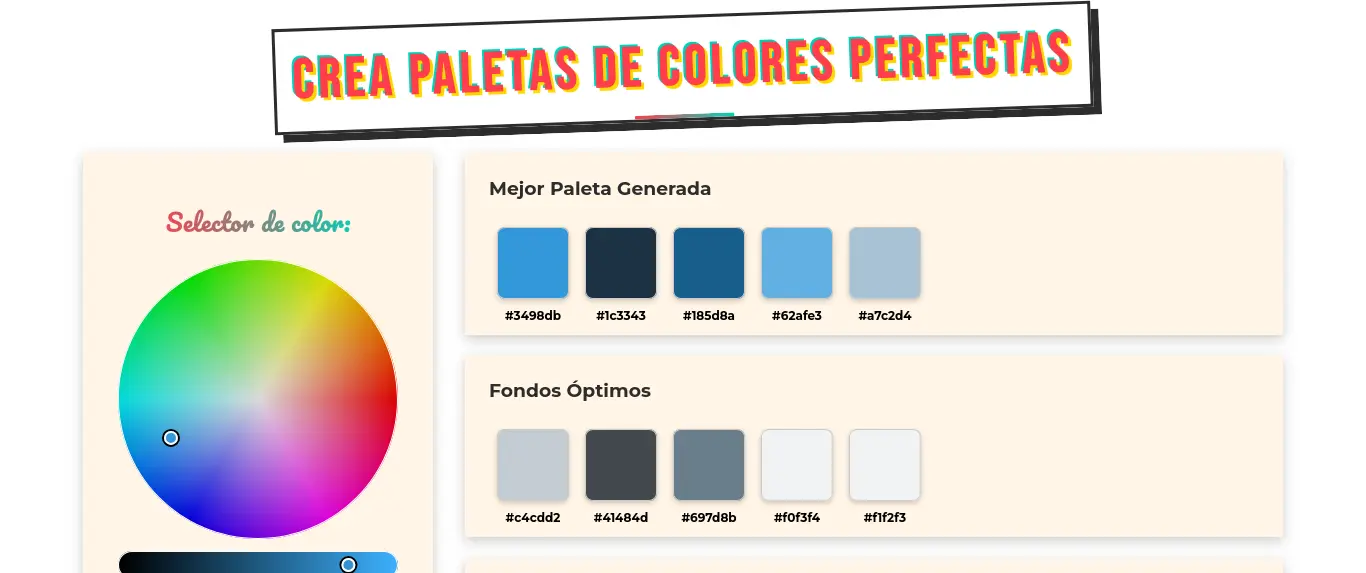 CREA PALETAS DE COLORES PERFECTAS
Selector de color:
Mejor Paleta Generada
#3498db #1c3343 #185d8a #62afe3 #a7c2d4
Fondos Óptimos
#c4cdd2 #41484d #697d8b #f0f3f4 #f1f2f3